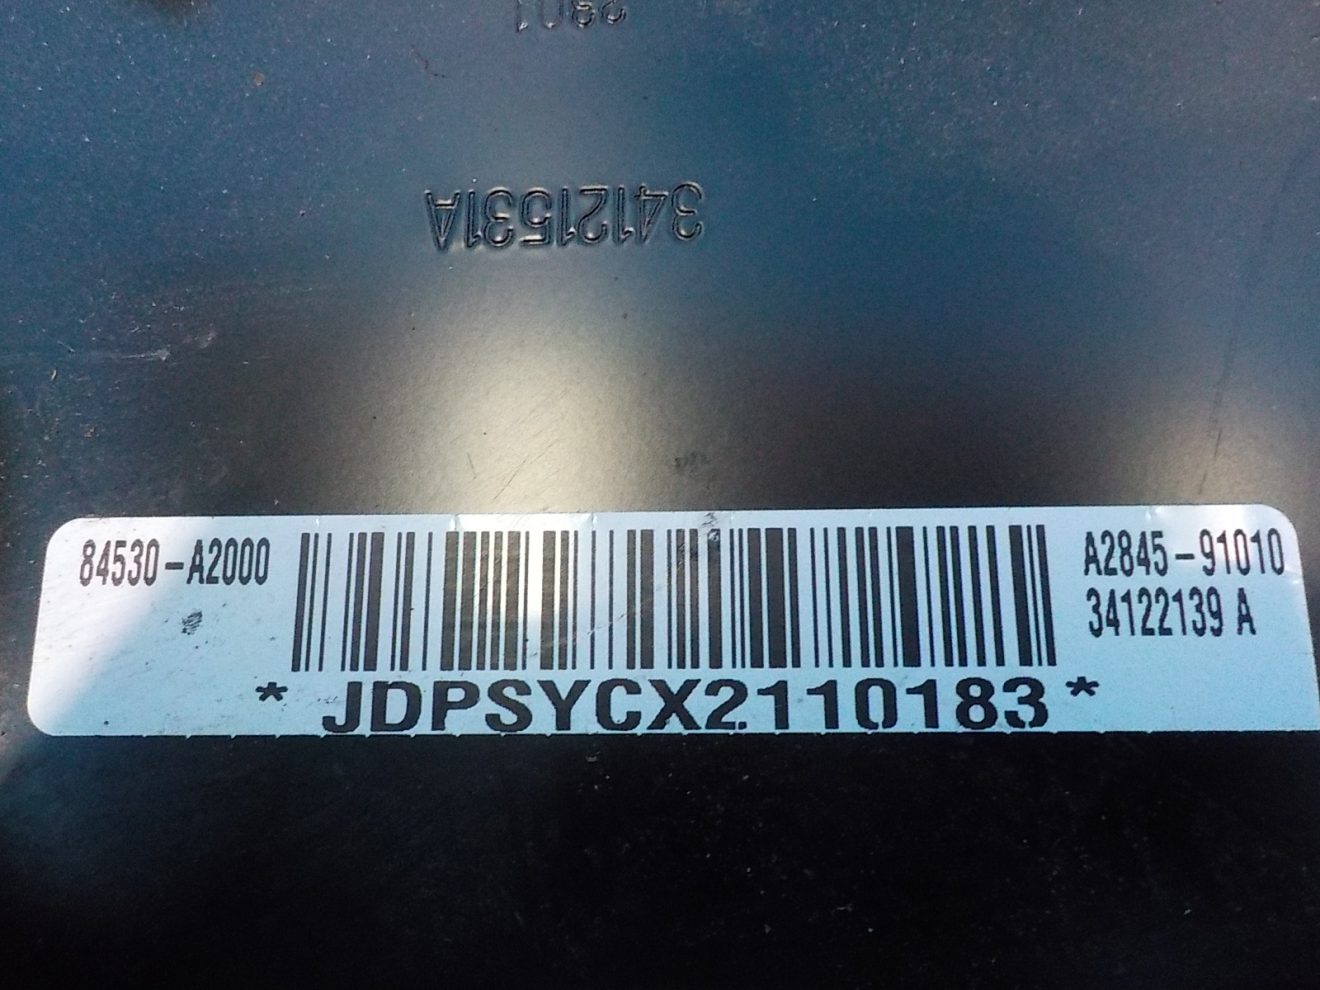 34121531A
84530-A2000
A2845-91010
34122139 A
* JDPSYCX2110183 *